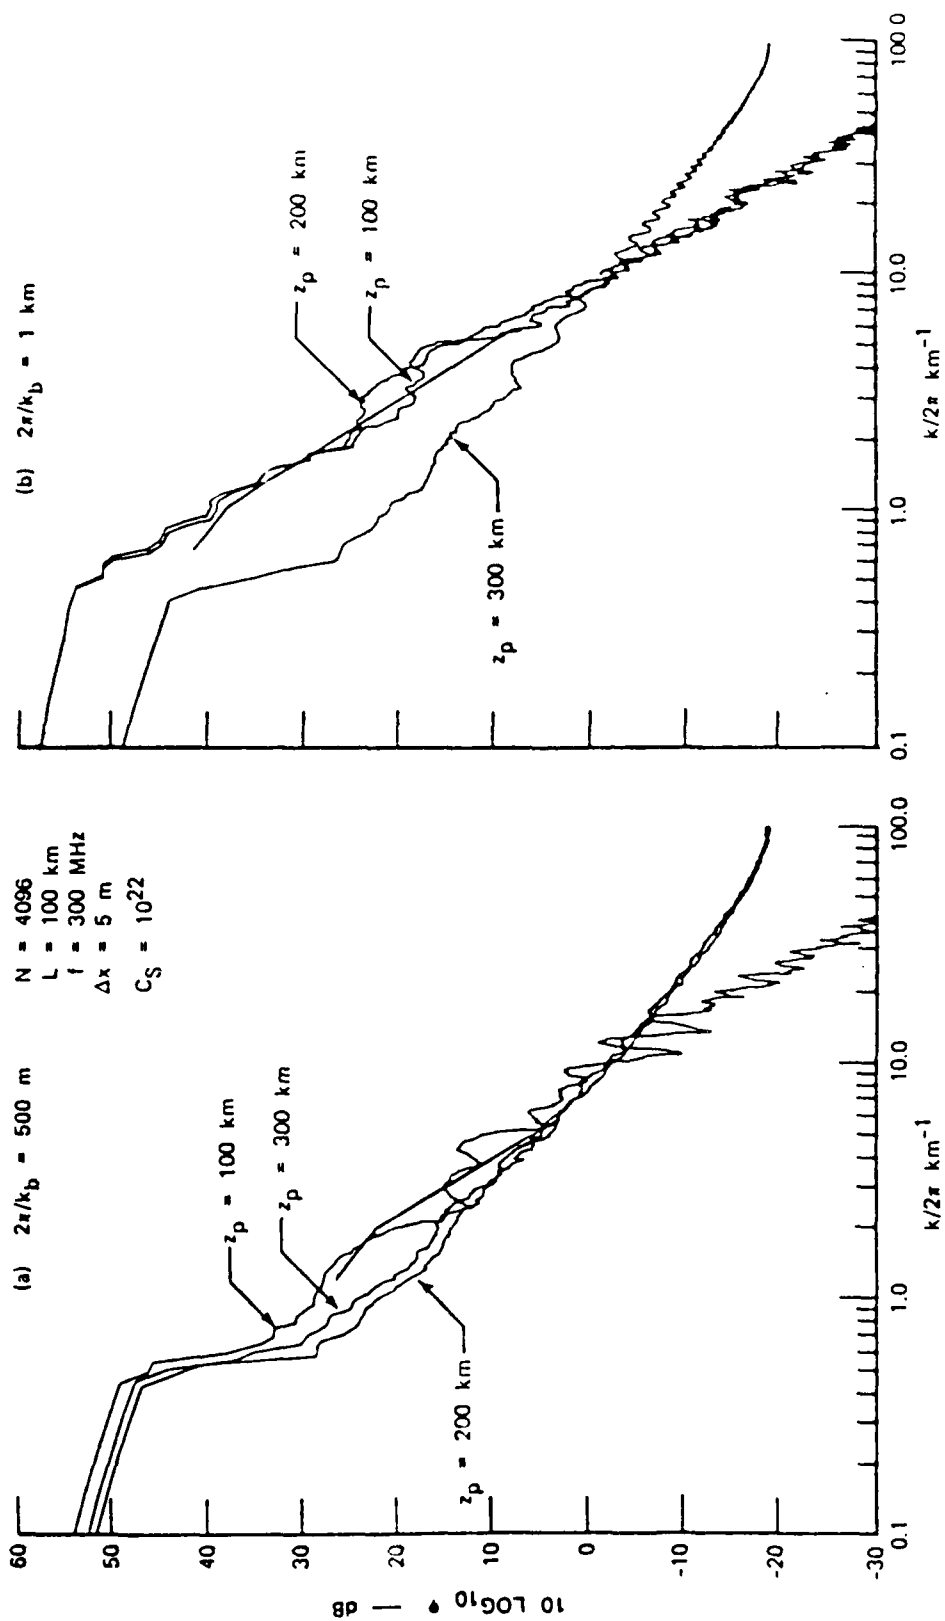 (a) 2π/k_b = 500 m
N = 4096
L = 100 km
f = 300 MHz
Δx = 5 m
C_S = 10^22
z_p = 100 km
z_p = 300 km
z_p = 200 km
60
50
40
30
20
10
0
-10
-20
-30
0.1
1.0
10.0
100.0
k/2π km^-1
(b) 2π/k_b = 1 km
z_p = 200 km
z_p = 100 km
z_p = 300 km
0.1
1.0
10.0
100.0
k/2π km^-1